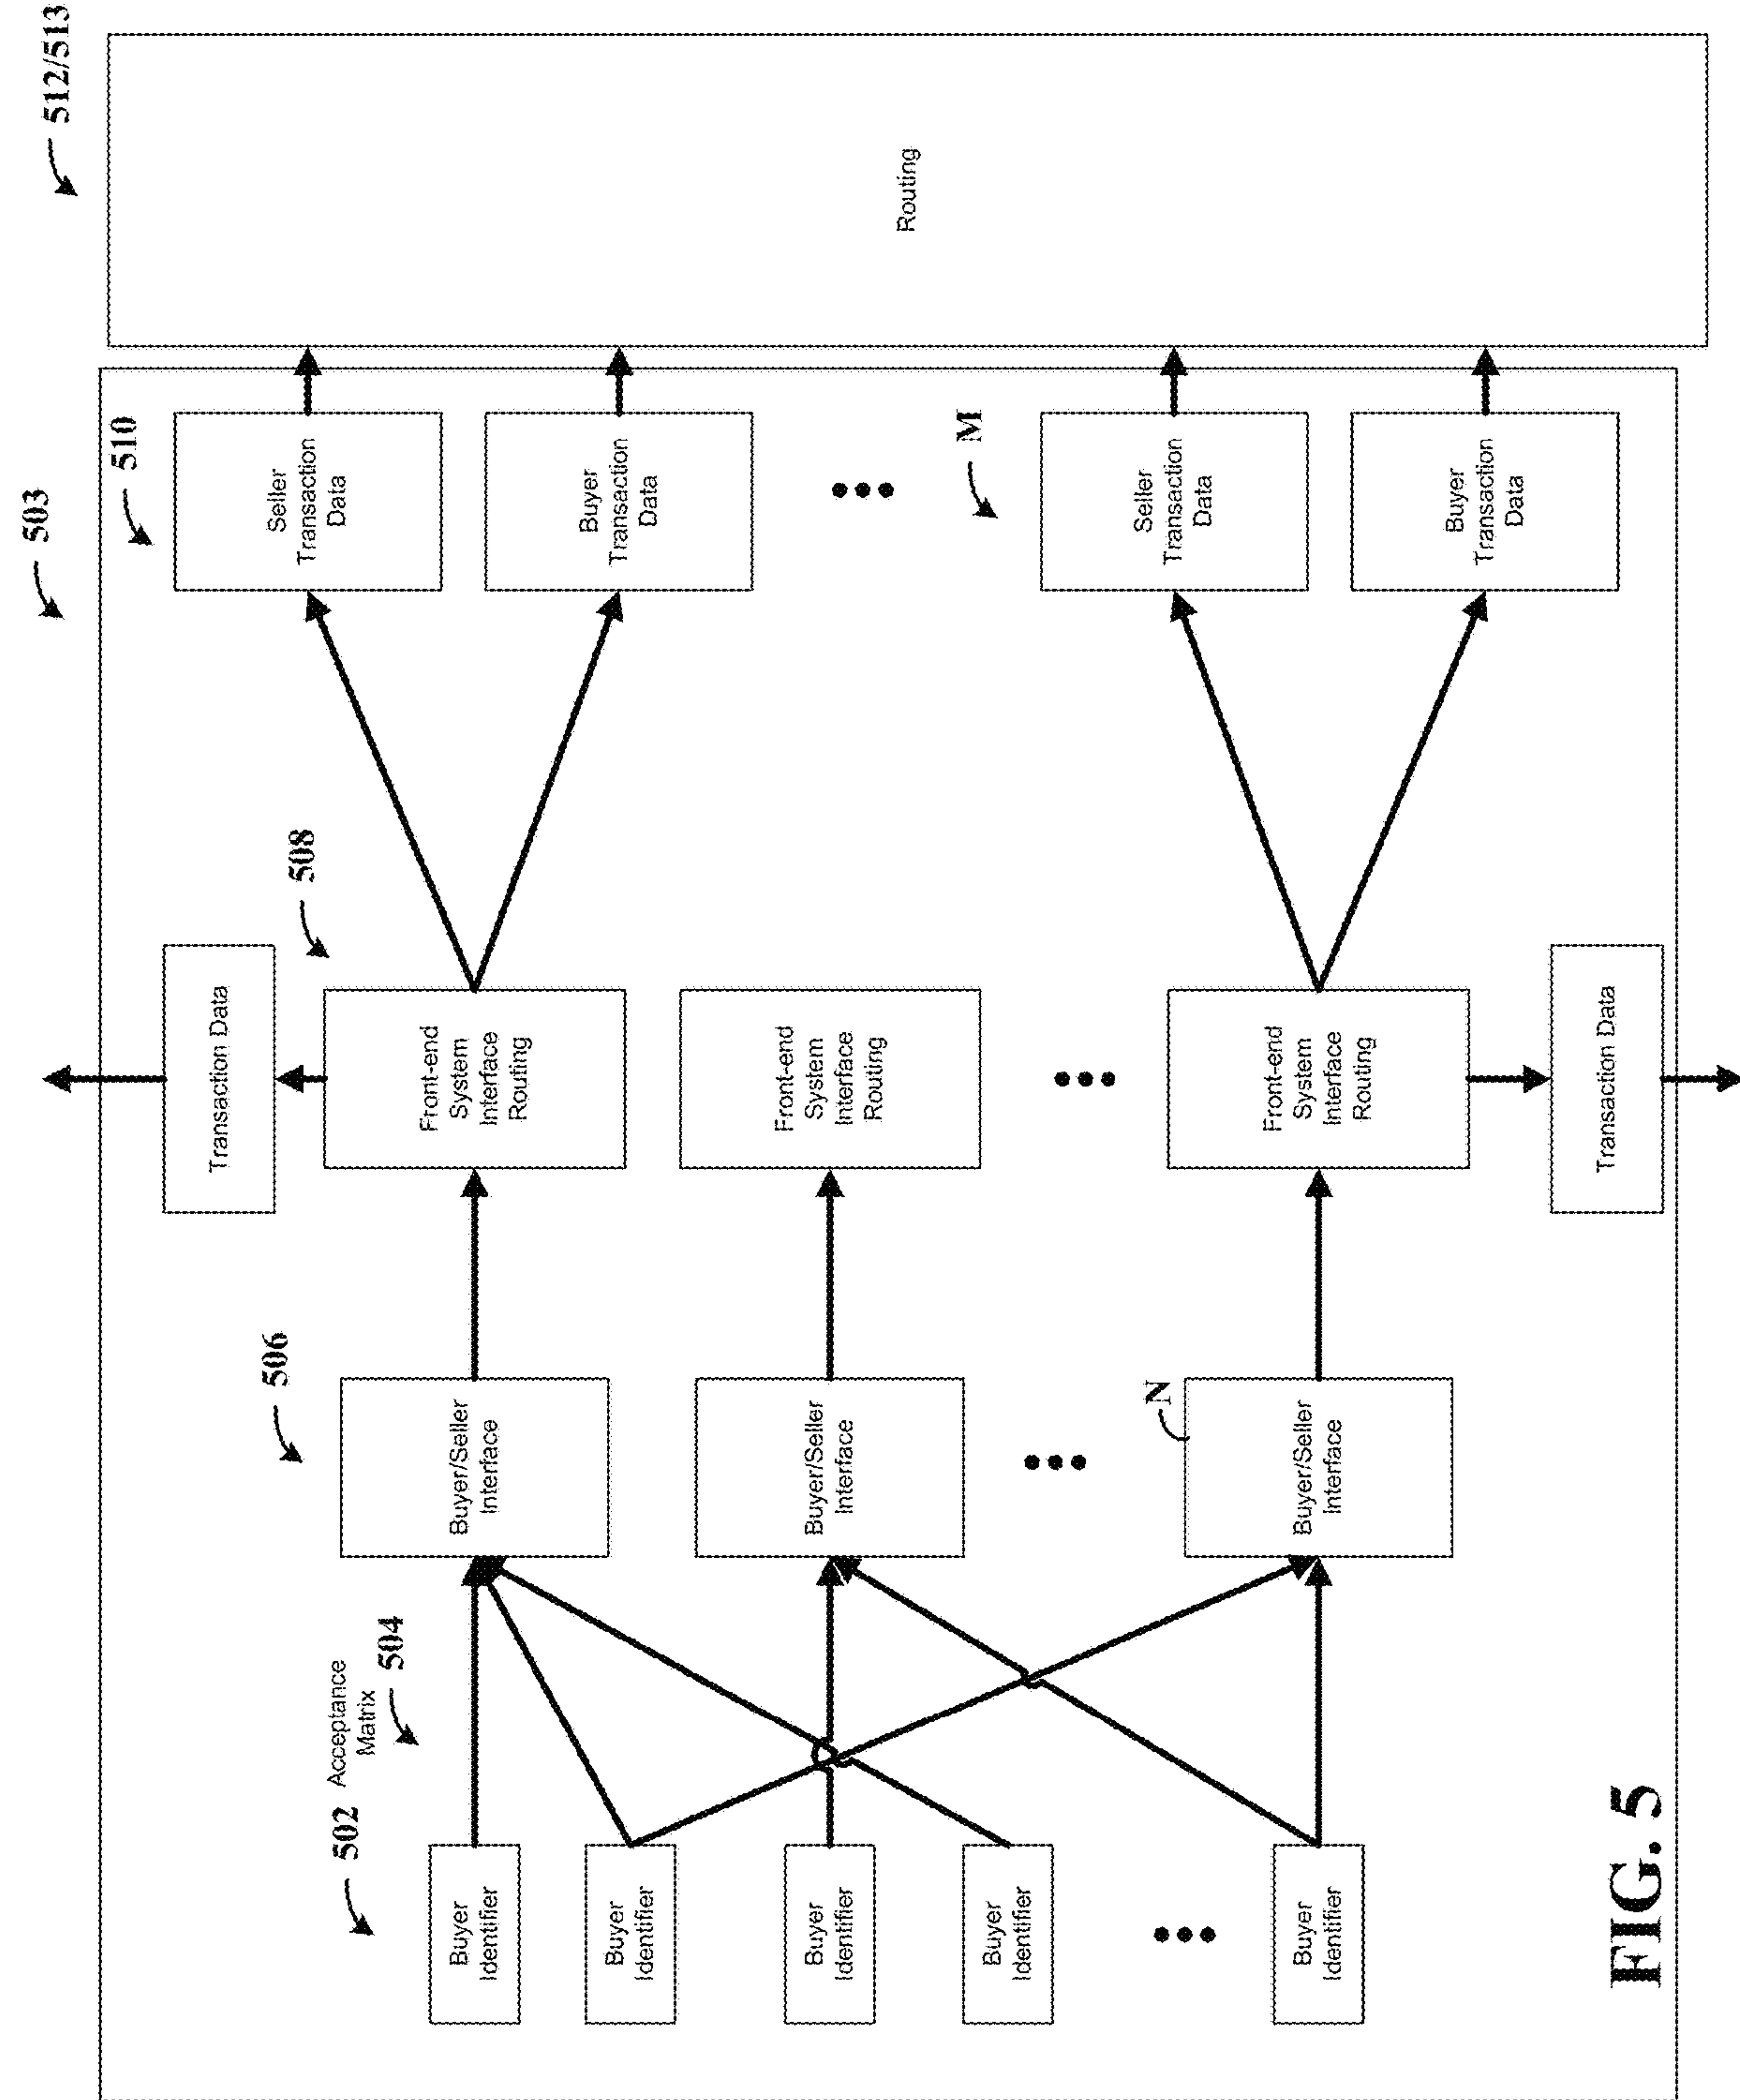 512/513
Routing
503
510
Seller
Transaction
Data
Buyer
Transaction
Data
M
Seller
Transaction
Data
Buyer
Transaction
Data
508
Transaction Data
Front-end
System
Interface
Routing
Front-end
System
Interface
Routing
Front-end
System
Interface
Routing
Transaction Data
506
Buyer/Seller
Interface
Buyer/Seller
Interface
N
Buyer/Seller
Interface
502
Acceptance
Matrix
504
Buyer
Identifier
Buyer
Identifier
Buyer
Identifier
Buyer
Identifier
Buyer
Identifier
FIG. 5